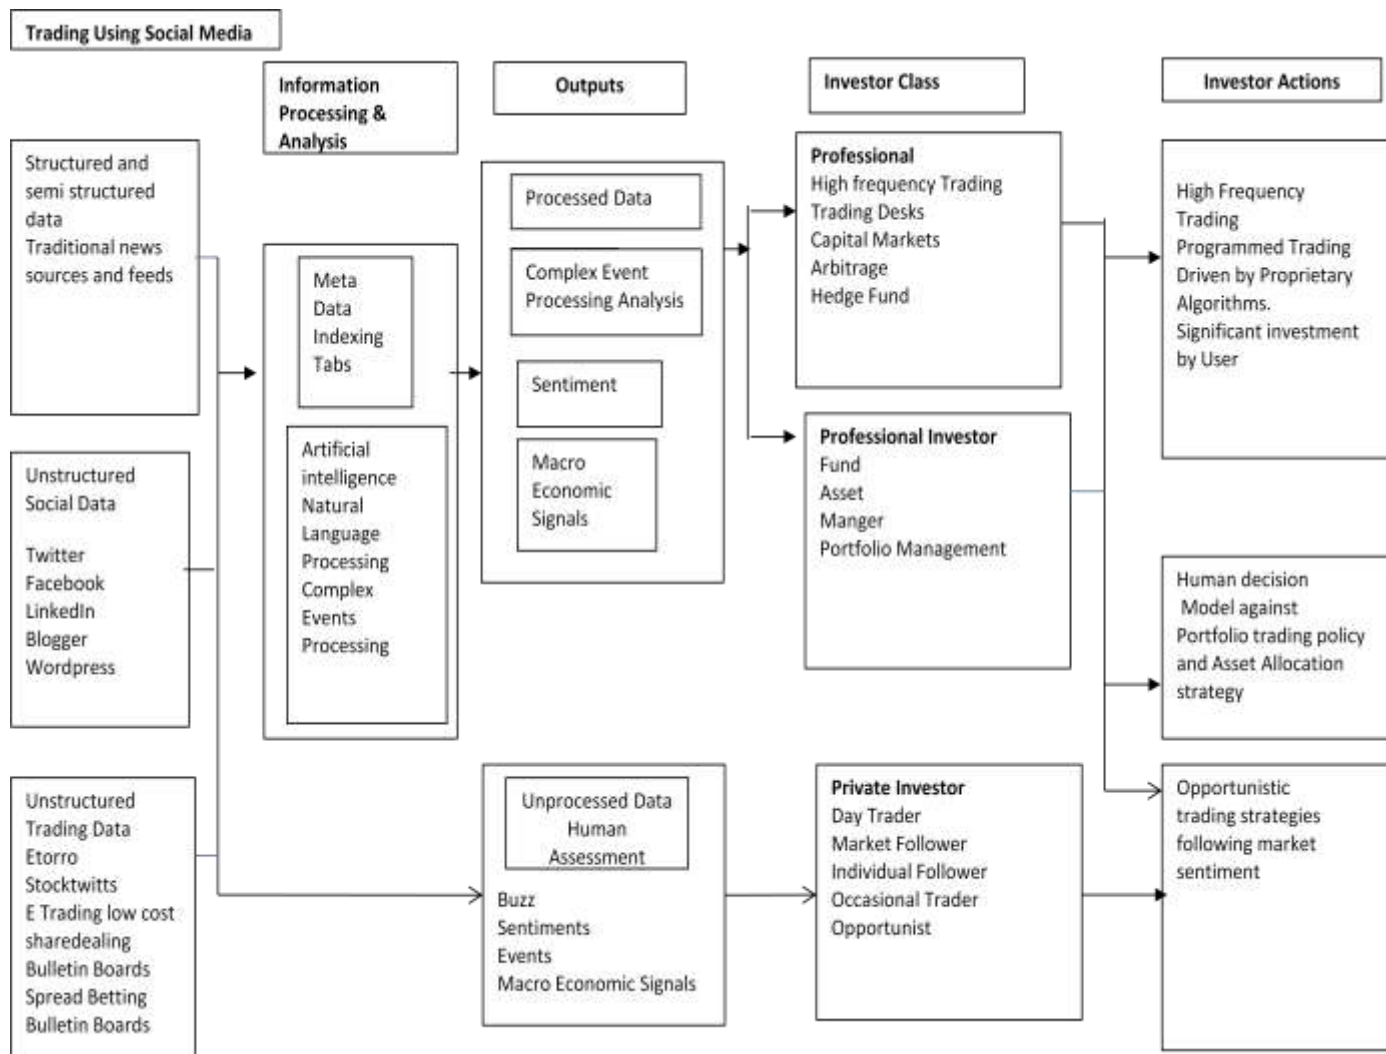 Trading Using Social Media
Information
Processing &
Analysis
Outputs
Investor Class
Investor Actions
Structured and
semi structured
data
Traditional news
sources and feeds
Unstructured
Social Data
Twitter
Facebook
LinkedIn
Blogger
Wordpress
Unstructured
Trading Data
Etorro
Stocktwitts
E Trading low cost
sharedealing
Bulletin Boards
Spread Betting
Bulletin Boards
Meta
Data
Indexing
Tabs
Artificial
intelligence
Natural
Language
Processing
Complex
Events
Processing
Processed Data
Complex Event
Processing Analysis
Sentiment
Macro
Economic
Signals
Unprocessed Data
Human
Assessment
Buzz
Sentiments
Events
Macro Economic Signals
Professional
High frequency Trading
Trading Desks
Capital Markets
Arbitrage
Hedge Fund
Professional Investor
Fund
Asset
Manger
Portfolio Management
Private Investor
Day Trader
Market Follower
Individual Follower
Occasional Trader
Opportunist
High Frequency
Trading
Programmed Trading
Driven by Proprietary
Algorithms.
Significant investment
by User
Human decision
Model against
Portfolio trading policy
and Asset Allocation
strategy
Opportunistic
trading strategies
following market
sentiment